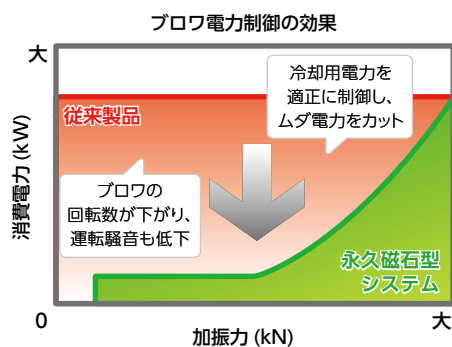 ブロワ電力制御の効果
大
従来製品
冷却用電力を
適正に制御し、
ムダ電力をカット
ブロワの
回転数が下がり、
運転騒音も低下
永久磁石型
システム
消費電力 (kW)
0
大
加振力 (kN)